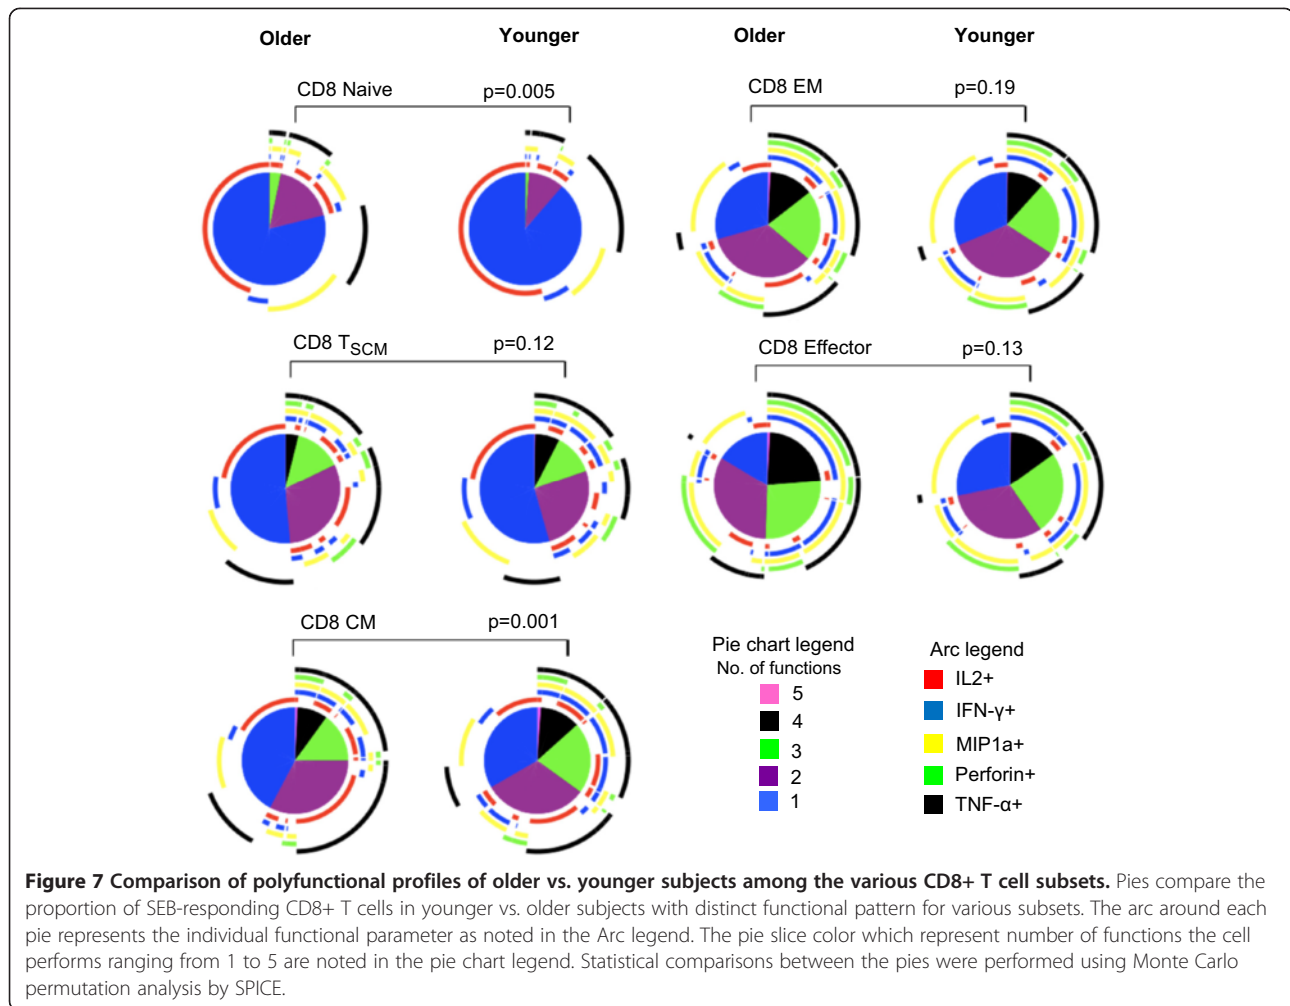 Older
Younger
Older
Younger
CD8 Naive
p=0.005
CD8 EM
p=0.19
CD8 TSCM
p=0.12
CD8 Effector
p=0.13
CD8 CM
p=0.001
Pie chart legend
No. of functions
5
4
3
2
1
Arc legend
IL2+
IFN-γ+
MIP1a+
Perforin+
TNF-α+
Figure 7 Comparison of polyfunctional profiles of older vs. younger subjects among the various CD8+ T cell subsets. Pies compare the
proportion of SEB-responding CD8+ T cells in younger vs. older subjects with distinct functional pattern for various subsets. The arc around each
pie represents the individual functional parameter as noted in the Arc legend. The pie slice color which represent number of functions the cell
performs ranging from 1 to 5 are noted in the pie chart legend. Statistical comparisons between the pies were performed using Monte Carlo
permutation analysis by SPICE.